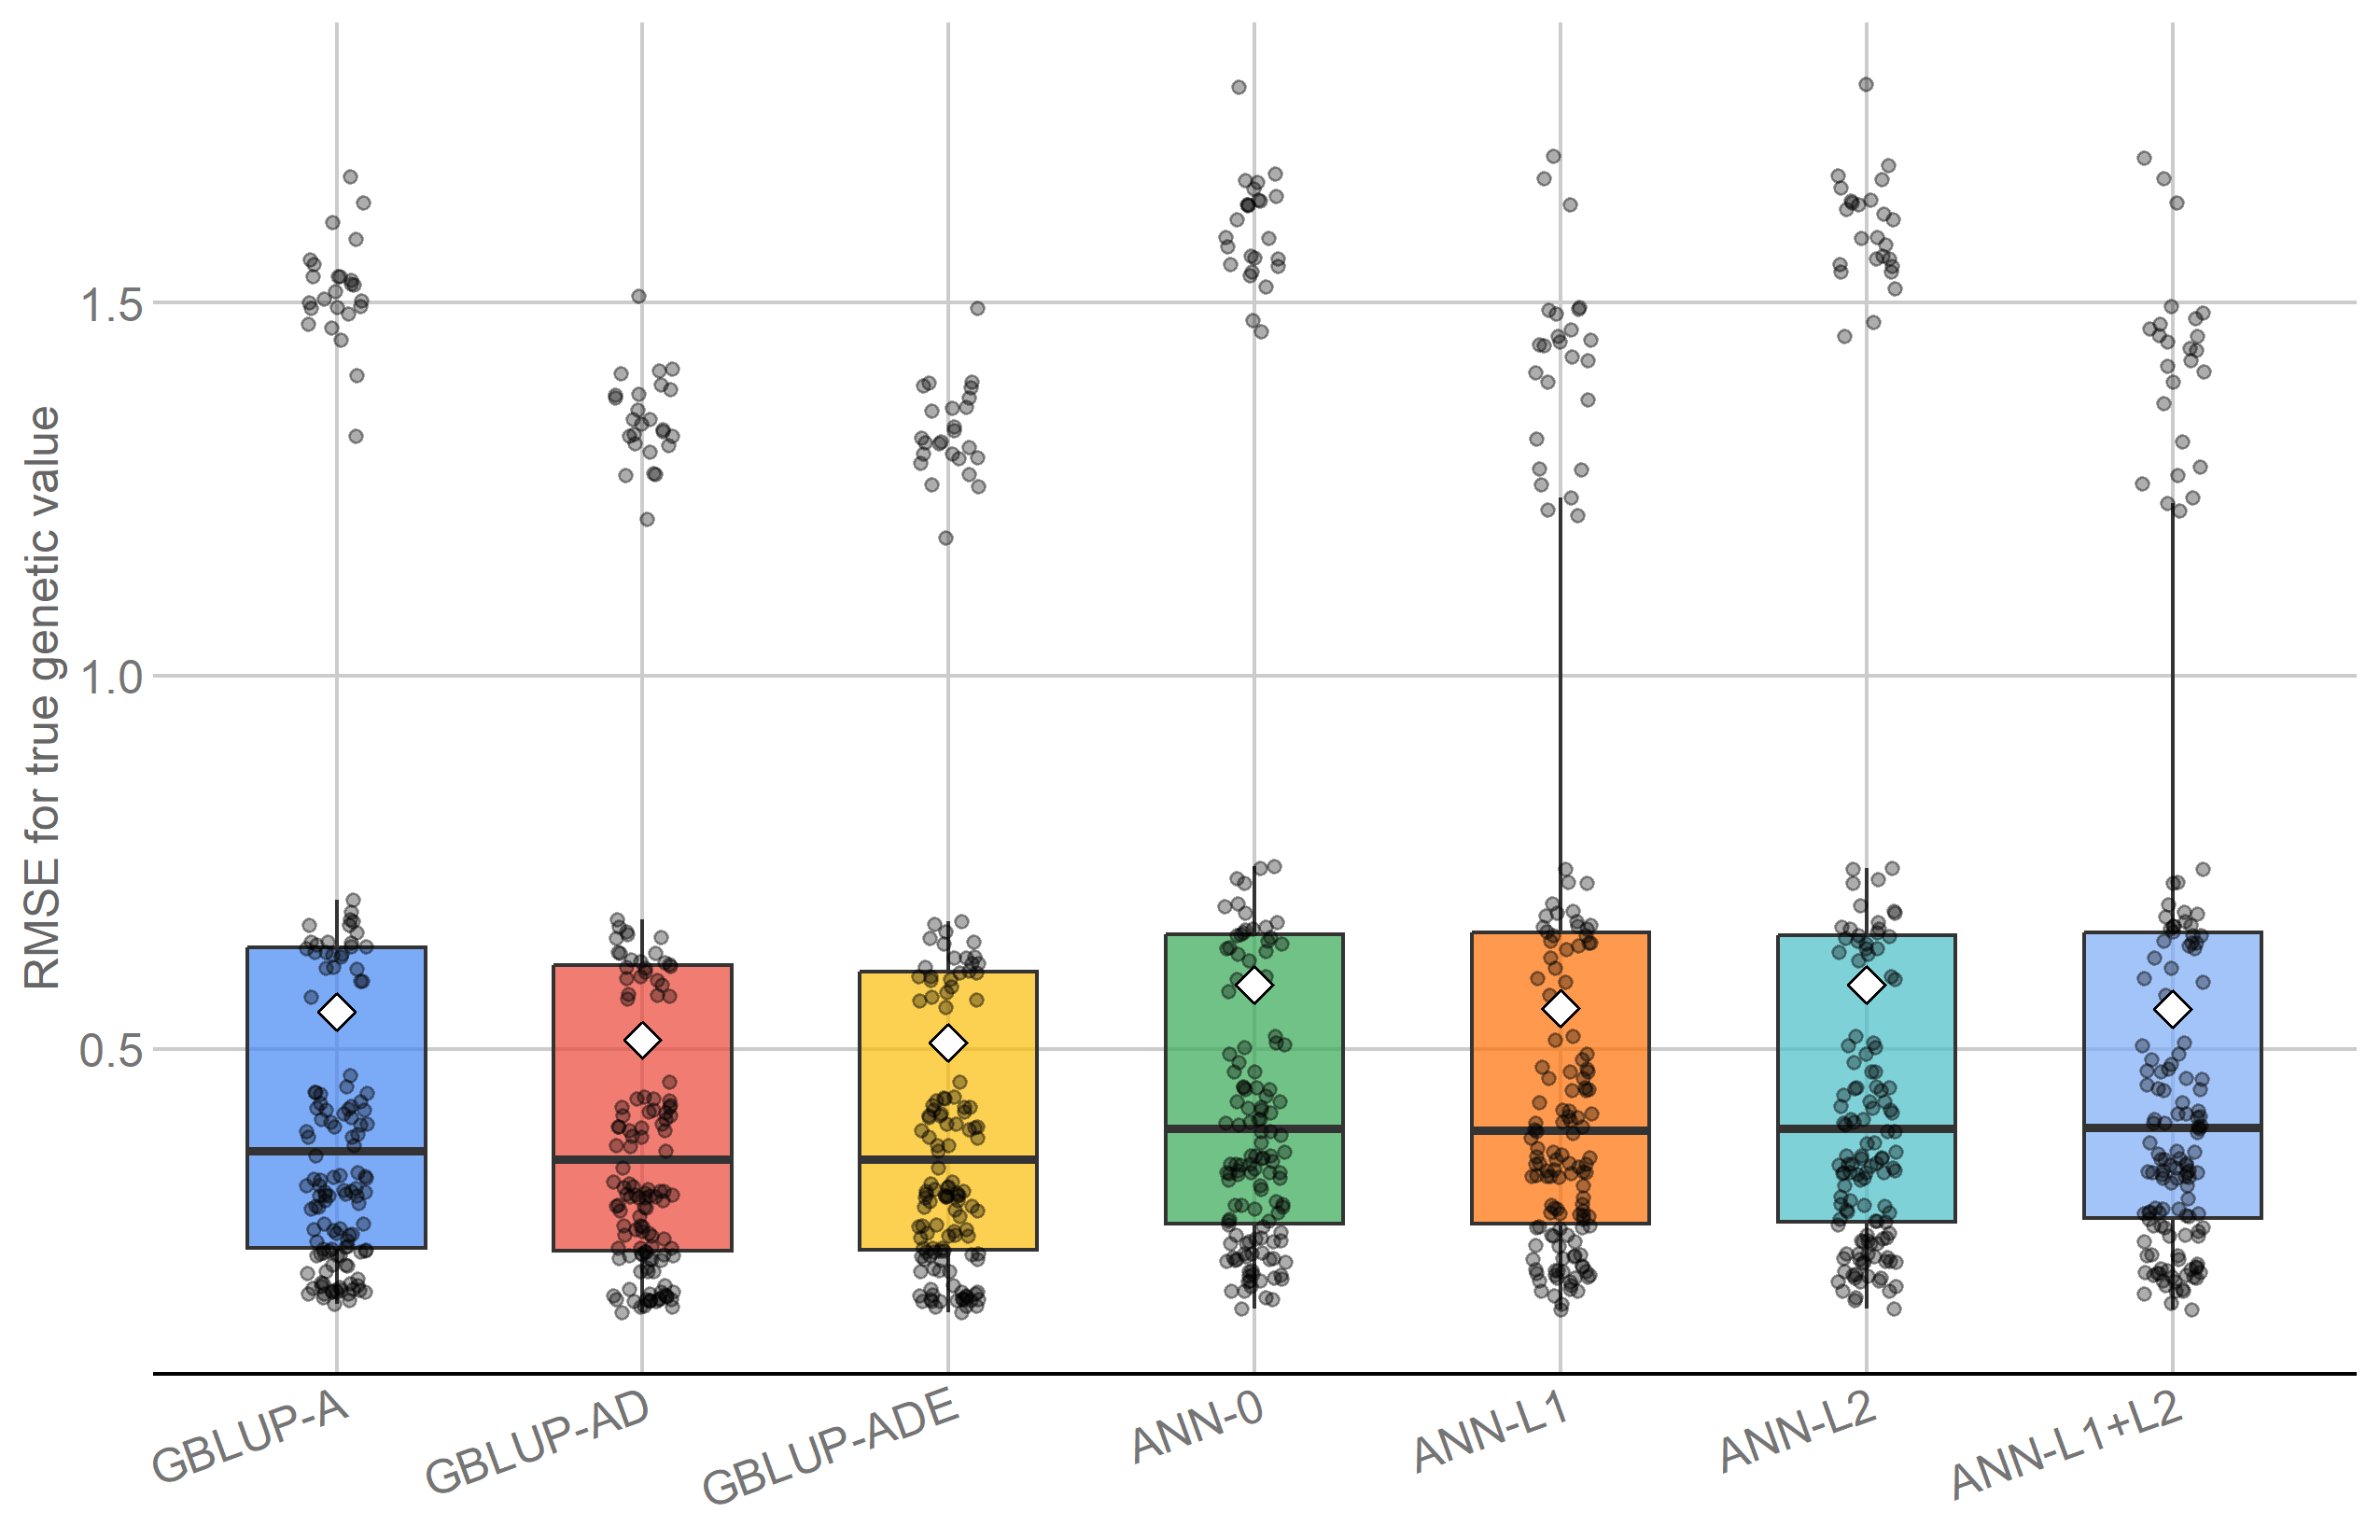 RMSE for true genetic value
1.5
1.0
0.5
GBLUP-A
GBLUP-AD
GBLUP-ADE
ANN-0
ANN-L1
ANN-L2
ANN-L1+L2